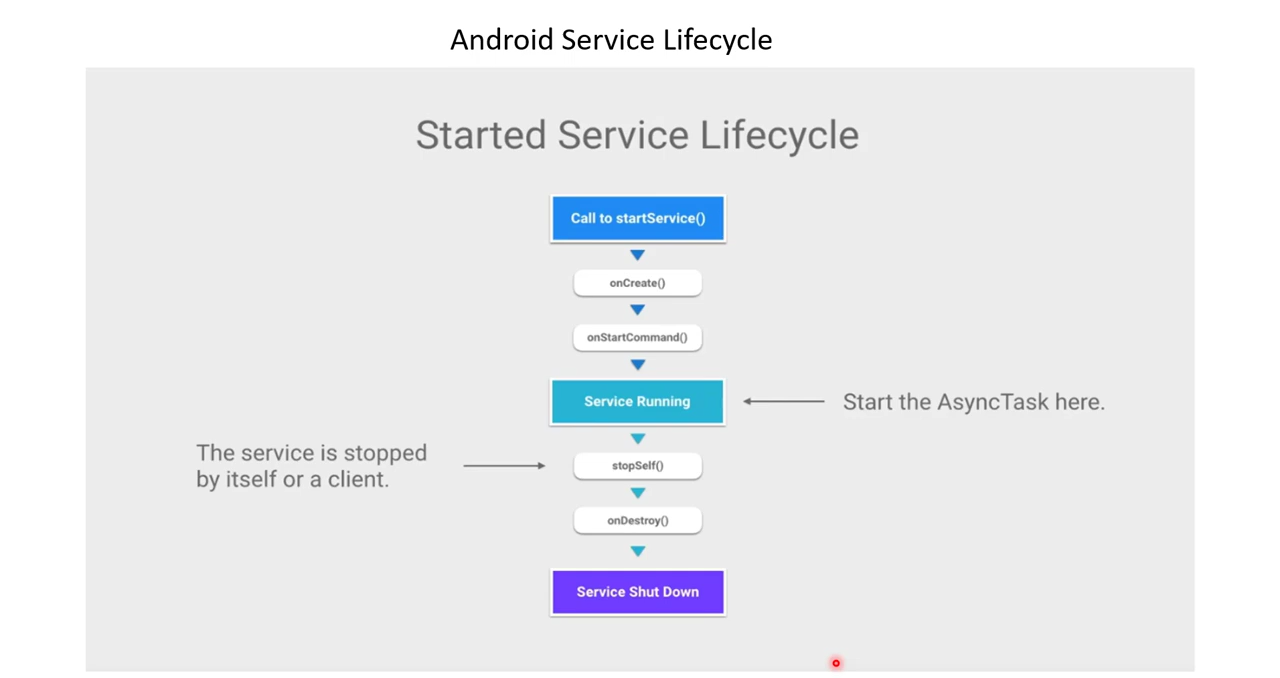 Android Service Lifecycle
Started Service Lifecycle
Call to startService()
onCreate()
onStartCommand()
Service Running
Start the AsyncTask here.
The service is stopped
by itself or a client.
stopSelf()
onDestroy()
Service Shut Down